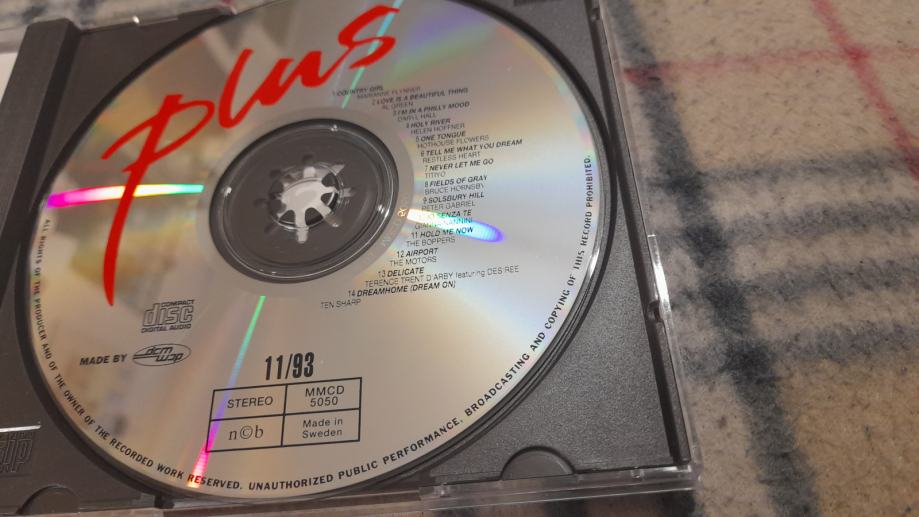 plus
1 COUNTRY GIRL
MARIANNE FLYNNER
2 LOVE IS A BEAUTIFUL THING
AL GREEN
3 I'M IN A PHILLY MOOD
DARYL HALL
4 HOLY RIVER
HELEN HOFFNER
5 ONE TONGUE
HOTHOUSE FLOWERS
6 TELL ME WHAT YOU DREAM
RESTLESS HEART
7 NEVER LET ME GO
TITIYO
8 FIELDS OF GRAY
BRUCE HORNSBY
9 SOLSBURY HILL
PETER GABRIEL
SENZA TE
GIANNA NANNINI
11 HOLD ME NOW
THE BOPPERS
12 AIRPORT
THE MOTORS
13 DELICATE
TERENCE TRENT D'ARBY featuring DES'REE
14 DREAMHOME (DREAM ON)
TEN SHARP
COMPACT
disc
DIGITAL AUDIO
MADE BY dcm
11/93
STEREO MMCD 5050
n©b Made in Sweden
ALL RIGHTS OF THE PRODUCER AND OF THE OWNER OF THE RECORDED WORK RESERVED. UNAUTHORIZED PUBLIC PERFORMANCE, BROADCASTING AND COPYING OF THIS RECORD PROHIBITED.